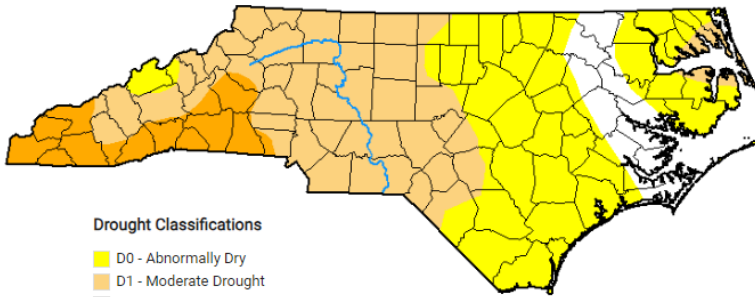 Drought Classifications
D0 - Abnormally Dry
D1 - Moderate Drought